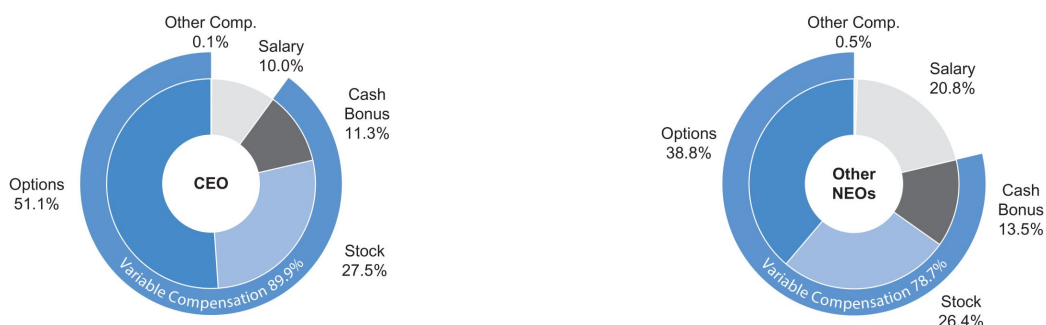 Other Comp.
0.1%
Salary
10.0%
Cash
Bonus
11.3%
Options
51.1%
CEO
Stock
27.5%
Variable Compensation 89.9%
Other Comp.
0.5%
Salary
20.8%
Options
38.8%
Other
NEOs
Cash
Bonus
13.5%
Variable Compensation 78.7%
Stock
26.4%